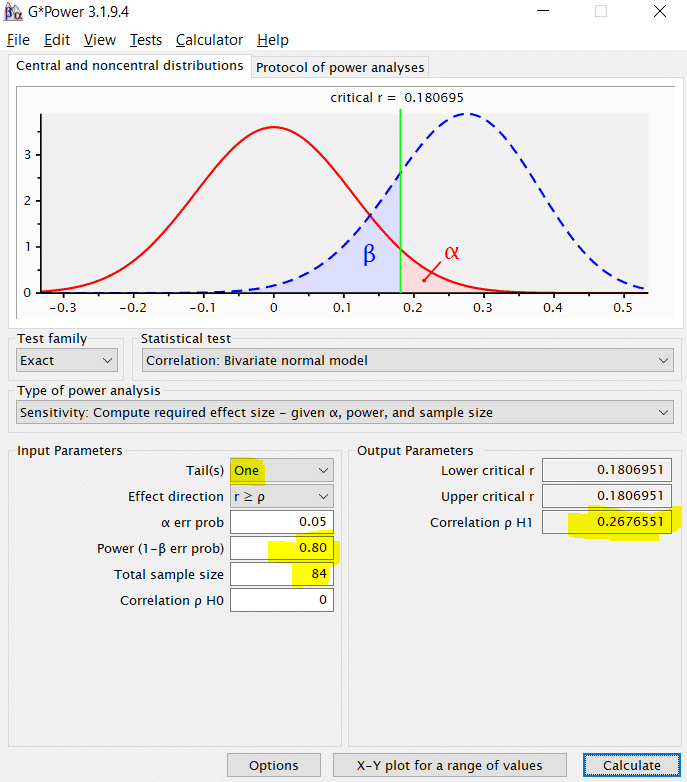 G*Power 3.1.9.4
File Edit View Tests Calculator Help
Central and noncentral distributions Protocol of power analyses
critical r = 0.180695
3
2
1
0
β
α
-0.3 -0.2 -0.1 0 0.1 0.2 0.3 0.4 0.5
Test family Statistical test
Exact Correlation: Bivariate normal model
Type of power analysis
Sensitivity: Compute required effect size - given α, power, and sample size
Input Parameters
Tail(s) One
Effect direction r ≥ ρ
α err prob 0.05
Power (1-β err prob) 0.80
Total sample size 84
Correlation ρ H0 0
Output Parameters
Lower critical r 0.1806951
Upper critical r 0.1806951
Correlation ρ H1 0.2676551
Options X-Y plot for a range of values Calculate